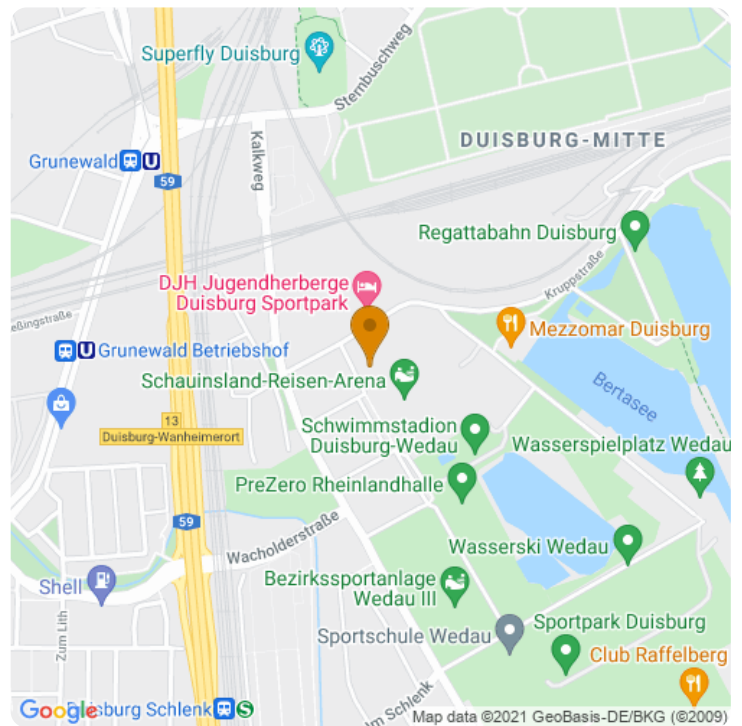 Superfly Duisburg
Sternbuschweg
DUISBURG-MITTE
Kalkweg
Grunewald
U
59
Regattabahn Duisburg
DJH Jugendherberge
Duisburg Sportpark
Kruppstraße
Mezzomar Duisburg
U
Grunewald Betriebshof
Schauinsland-Reisen-Arena
Bertasee
13
Duisburg-Wanheimerort
Schwimmstadion
Duisburg-Wedau
Wasserspielplatz Wedau
PreZero Rheinlandhalle
59
Wacholderstraße
Wasserski Wedau
Shell
Bezirkssportanlage
Wedau III
Zum Lith
Sportschule Wedau
Sportpark Duisburg
Club Raffelberg
Google
Duisburg Schlenk
S
Schlenk
Map data ©2021 GeoBasis-DE/BKG (©2009)